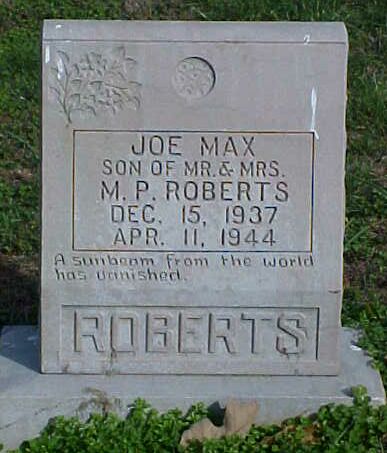 JOE MAX
SON OF MR. & MRS.
M. P. ROBERTS
DEC. 15, 1937
APR. 11, 1944
A sunbeam from the world
has vanished.
ROBERTS